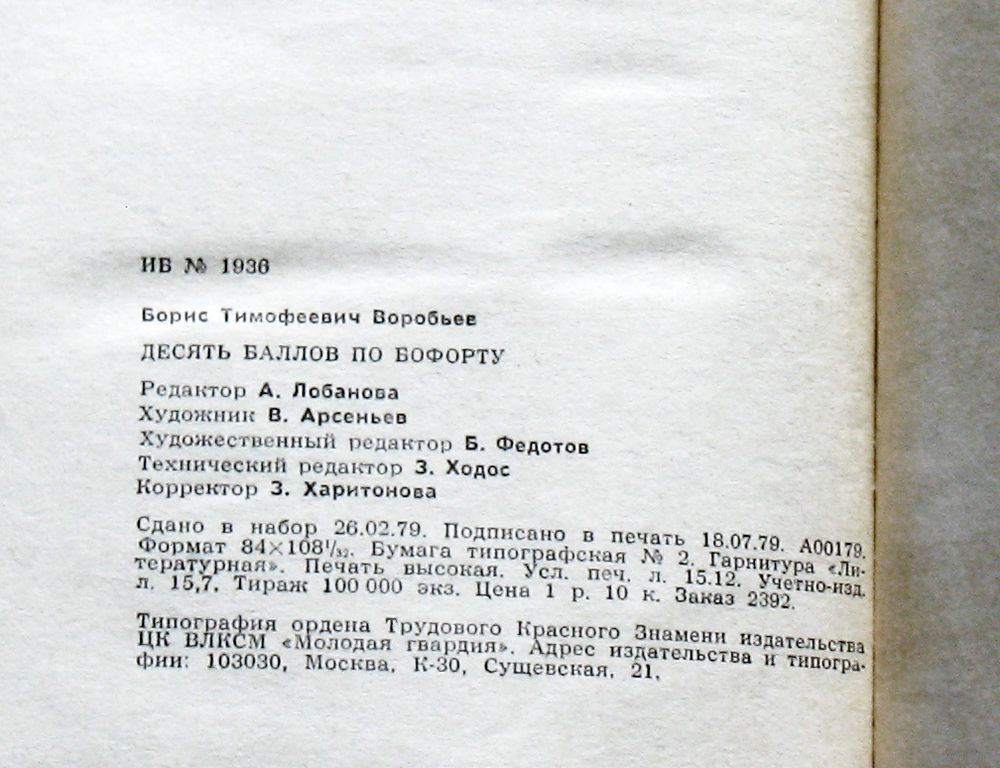 ИБ № 1936
Борис Тимофеевич Воробьев
ДЕСЯТЬ БАЛЛОВ ПО БОФОРТУ
Редактор А. Лобанова
Художник В. Арсеньев
Художественный редактор Б. Федотов
Технический редактор З. Ходос
Корректор З. Харитонова
Сдано в набор 26.02.79. Подписано в печать 18.07.79. А00179.
Формат 84×108¹/₃₂. Бумага типографская № 2. Гарнитура «Ли-
тературная». Печать высокая. Усл. печ. л. 15.12. Учетно-изд.
л. 15,7. Тираж 100 000 экз. Цена 1 р. 10 к. Заказ 2392.
Типография ордена Трудового Красного Знамени издательства
ЦК ВЛКСМ «Молодая гвардия». Адрес издательства и типогра-
фии: 103030, Москва, К-30, Сущевская, 21.